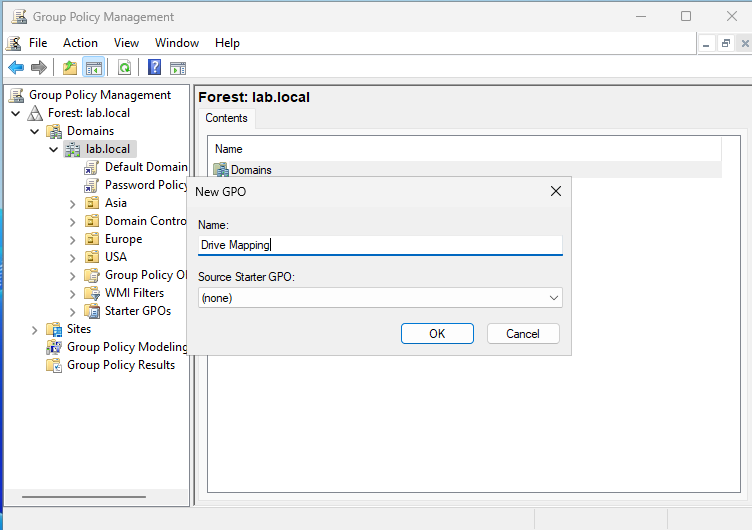 Group Policy Management
File Action View Window Help
Group Policy Management
Forest: lab.local
Domains
lab.local
Default Domain
Password Policy
Asia
Domain Contro
Europe
USA
Group Policy Ob
WMI Filters
Starter GPOs
Sites
Group Policy Modeling
Group Policy Results
Forest: lab.local
Contents
Name
Domains
New GPO
Name:
Drive Mapping
Source Starter GPO:
(none)
OK Cancel